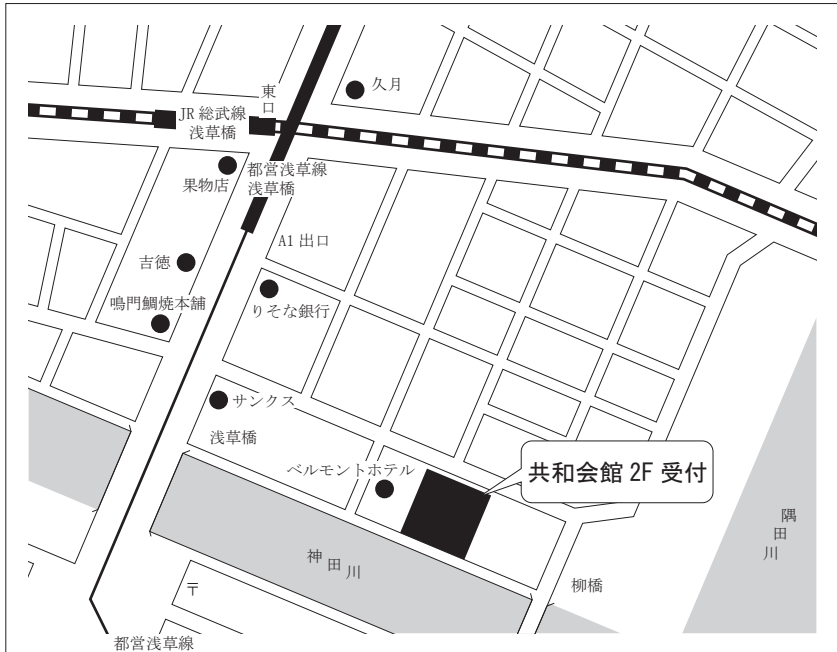 東口
久月
JR 総武線
浅草橋
果物店
都営浅草線
浅草橋
A1 出口
吉徳
鳴門鯛焼本舗
りそな銀行
サンクス
浅草橋
ベルモントホテル
共和会館 2F 受付
隅田川
神田川
柳橋
〒
都営浅草線